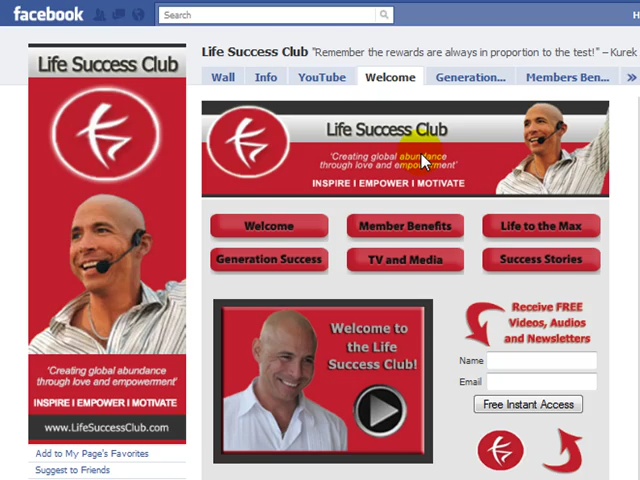 facebook
Search
Life Success Club
'Creating global abundance
through love and empowerment'
INSPIRE I EMPOWER I MOTIVATE
www.LifeSuccessClub.com
Add to My Page's Favorites
Suggest to Friends
Life Success Club "Remember the rewards are always in proportion to the test!" – Kurek
Wall Info YouTube Welcome Generation... Members Ben... »
Life Success Club
'Creating global abundance
through love and empowerment'
INSPIRE I EMPOWER I MOTIVATE
Welcome Member Benefits Life to the Max
Generation Success TV and Media Success Stories
Welcome to
the Life
Success Club!
Receive FREE
Videos, Audios
and Newsletters
Name
Email
Free Instant Access